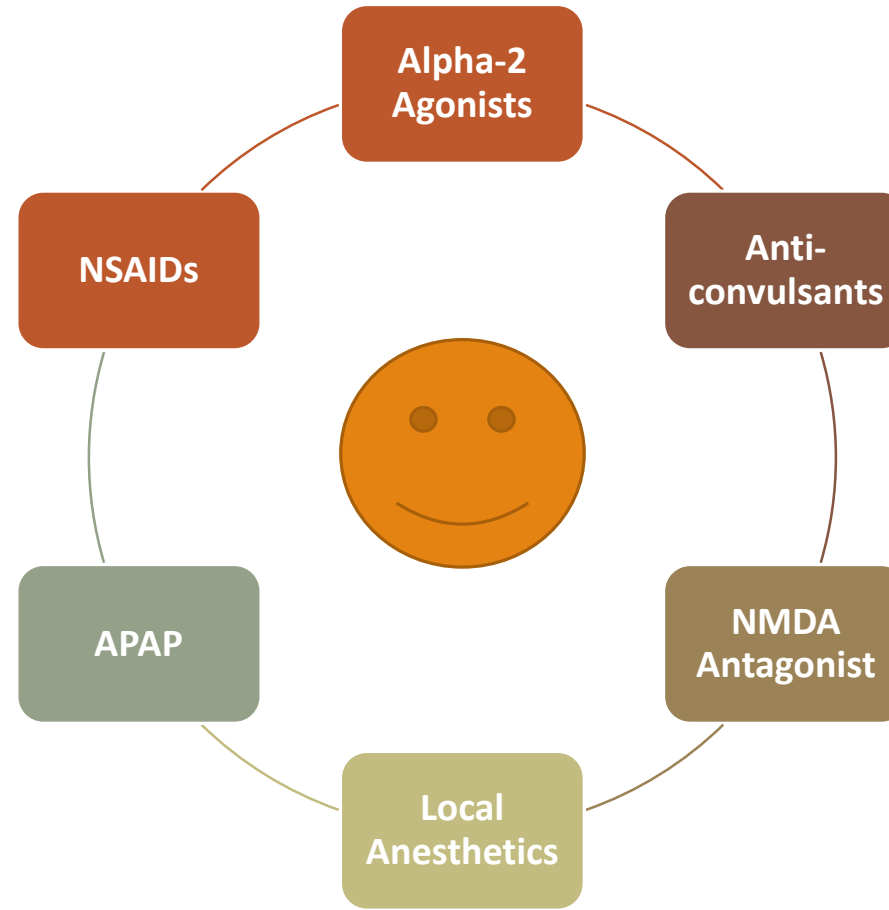 Alpha-2
Agonists
Anti-
convulsants
NMDA
Antagonist
Local
Anesthetics
APAP
NSAIDs